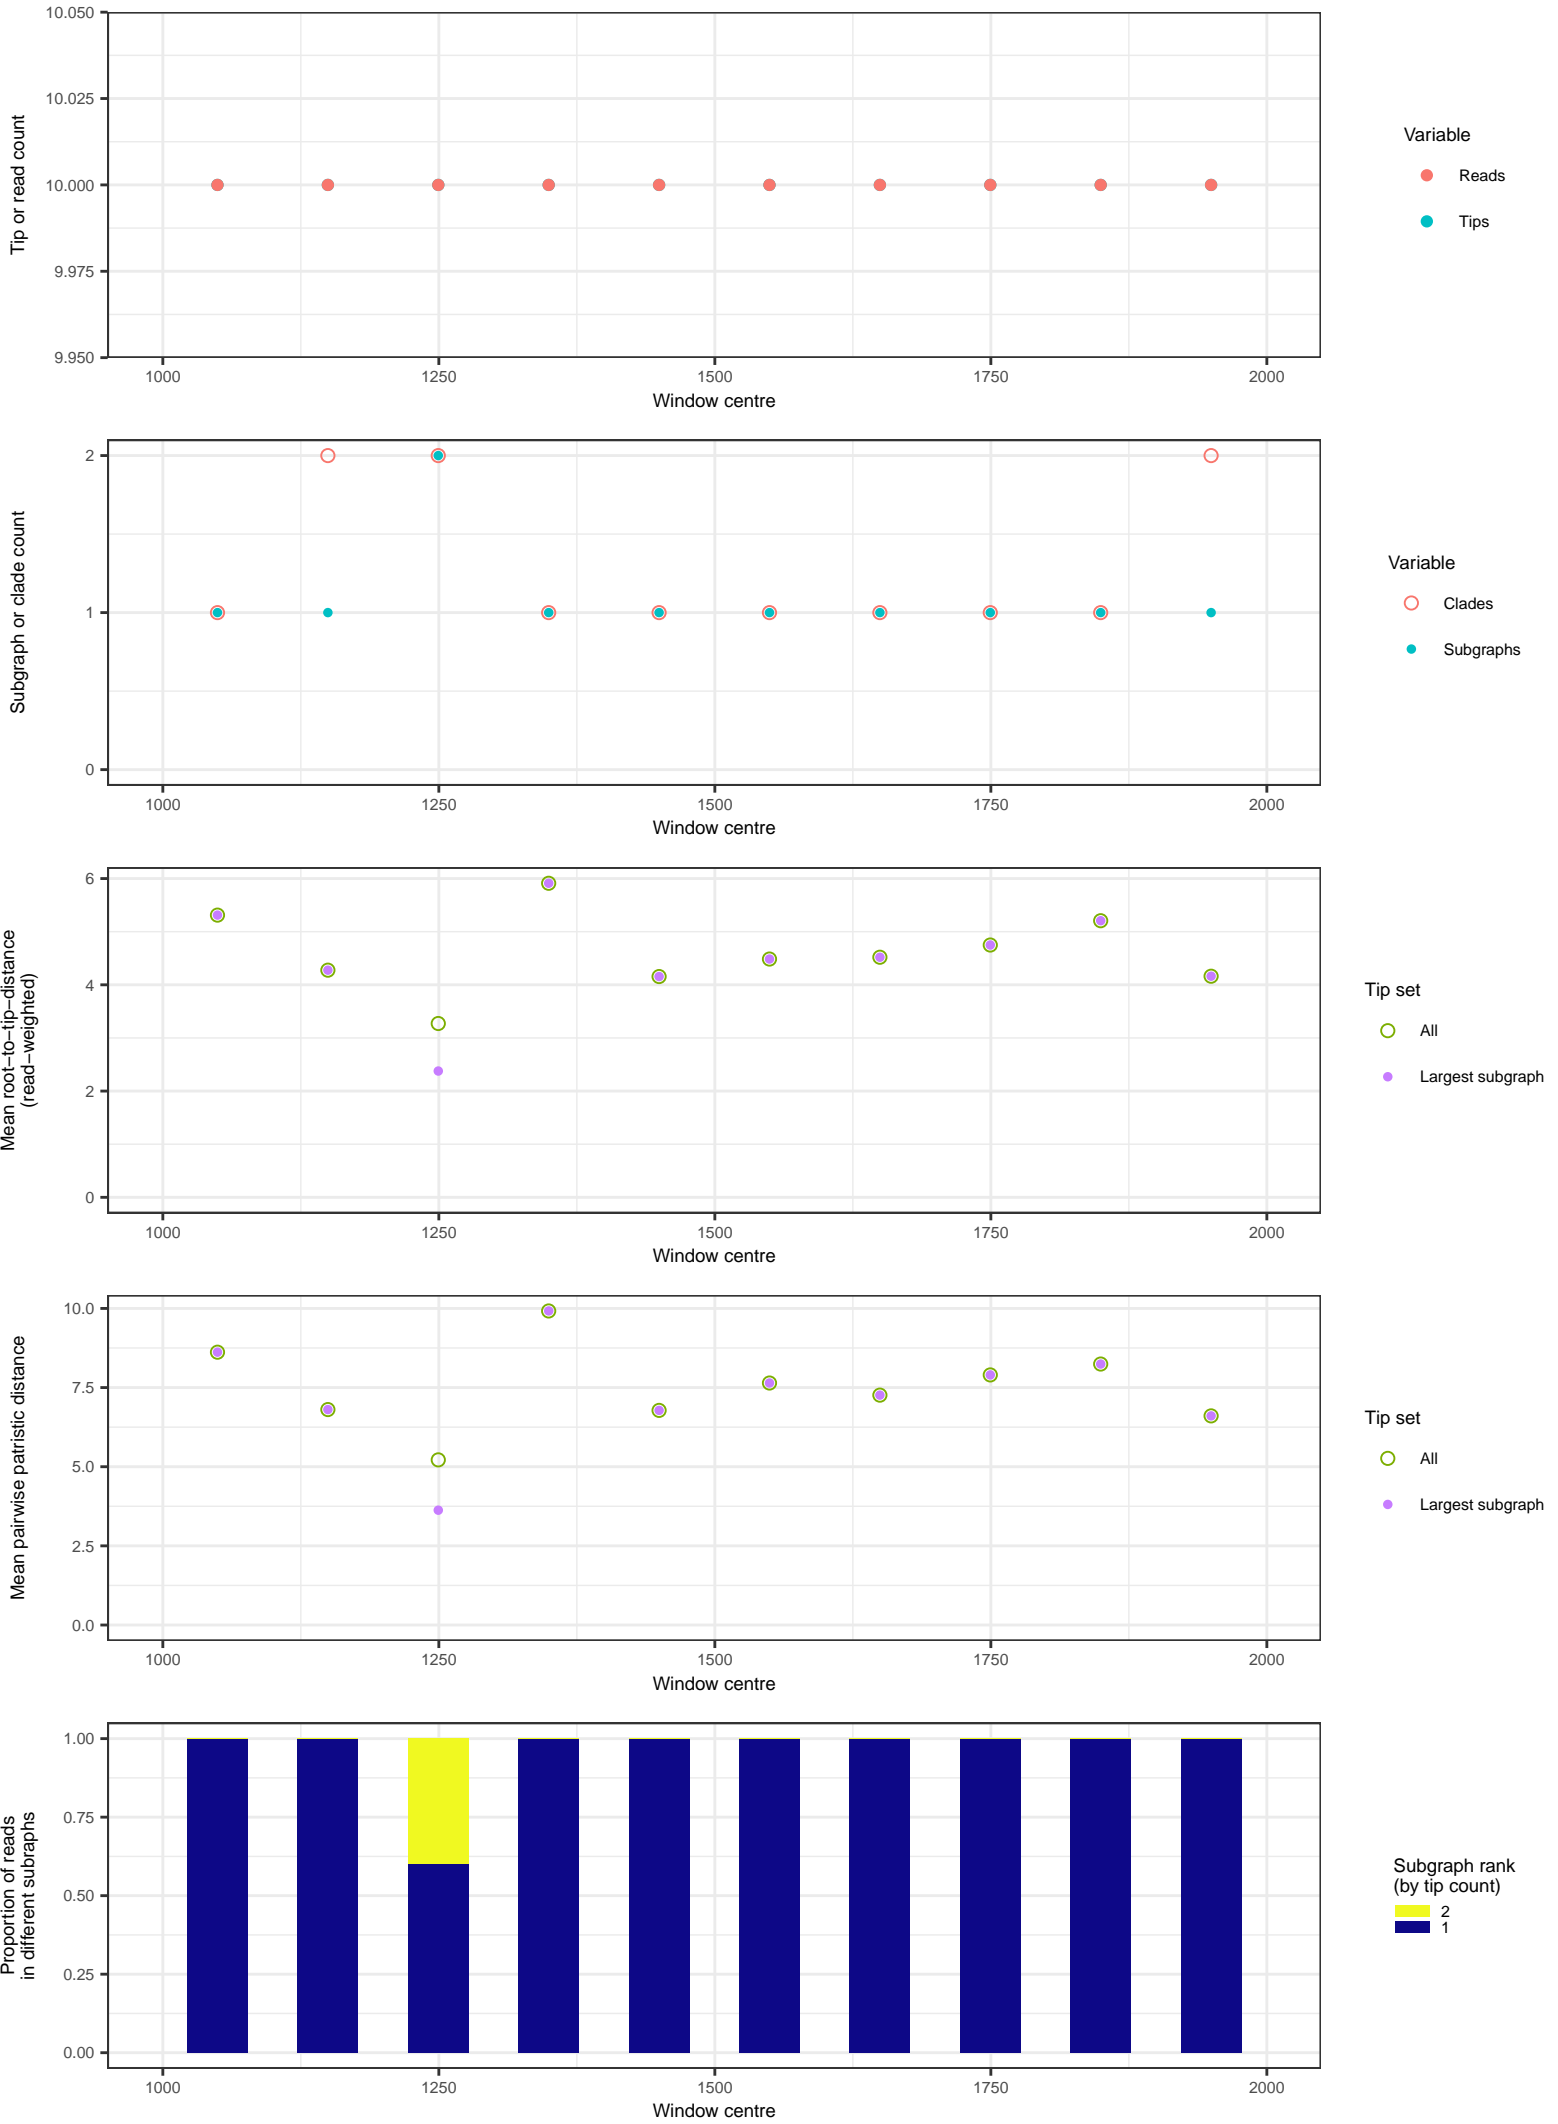 10.050
10.025
10.000
9.975
9.950
Tip or read count
1000 1250 1500 1750 2000
Window centre
Variable
Reads
Tips
2
1
0
Subgraph or clade count
1000 1250 1500 1750 2000
Window centre
Variable
Clades
Subgraphs
6
4
2
0
Mean root−to−tip−distance
(read−weighted)
1000 1250 1500 1750 2000
Window centre
Tip set
All
Largest subgraph
10.0
7.5
5.0
2.5
0.0
Mean pairwise patristic distance
1000 1250 1500 1750 2000
Window centre
Tip set
All
Largest subgraph
1.00
0.75
0.50
0.25
0.00
Proportion of reads
in different subraphs
1000 1250 1500 1750 2000
Window centre
Subgraph rank
(by tip count)
2
1